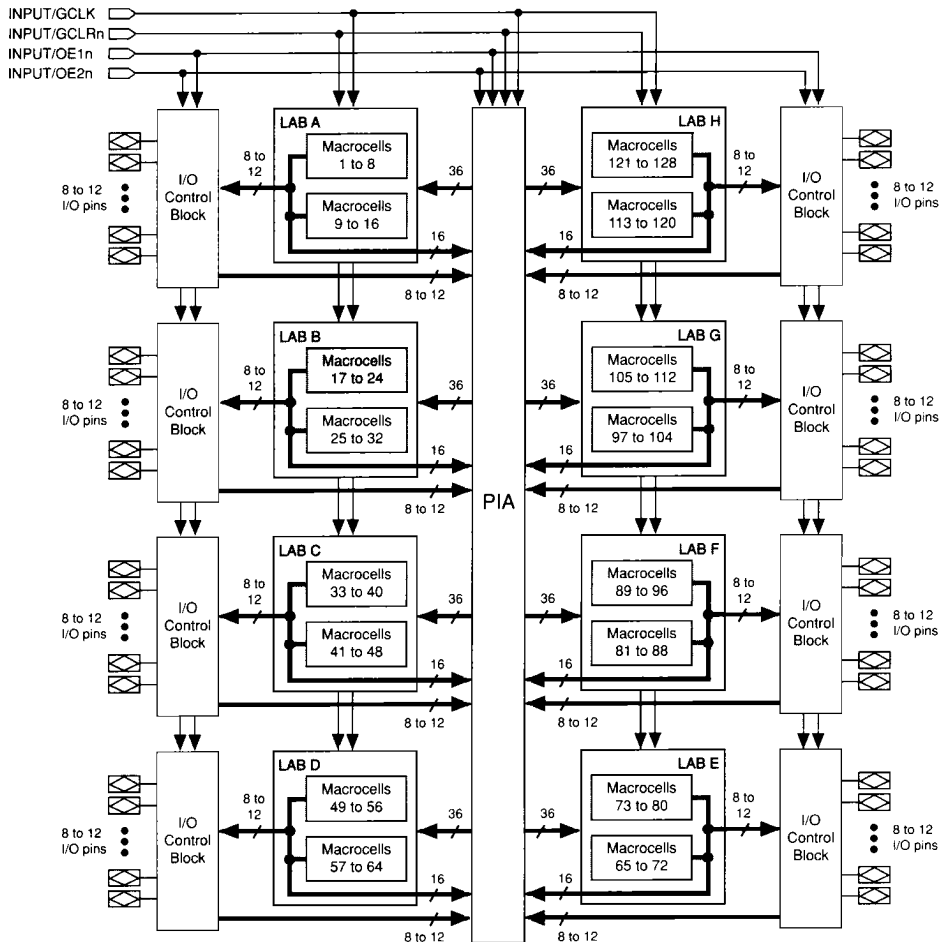 INPUT/GCLK
INPUT/GCLRn
INPUT/OE1n
INPUT/OE2n
LAB A
Macrocells
1 to 8
Macrocells
9 to 16
8 to
12
36
16
8 to 12
I/O
Control
Block
8 to 12
I/O pins
LAB H
Macrocells
121 to 128
Macrocells
113 to 120
8 to
12
36
16
8 to 12
I/O
Control
Block
8 to 12
I/O pins
LAB B
Macrocells
17 to 24
Macrocells
25 to 32
8 to
12
36
16
8 to 12
I/O
Control
Block
8 to 12
I/O pins
PIA
LAB G
Macrocells
105 to 112
Macrocells
97 to 104
8 to
12
36
16
8 to 12
I/O
Control
Block
8 to 12
I/O pins
LAB C
Macrocells
33 to 40
Macrocells
41 to 48
8 to
12
36
16
8 to 12
I/O
Control
Block
8 to 12
I/O pins
LAB F
Macrocells
89 to 96
Macrocells
81 to 88
8 to
12
36
16
8 to 12
I/O
Control
Block
8 to 12
I/O pins
LAB D
Macrocells
49 to 56
Macrocells
57 to 64
8 to
12
36
16
8 to 12
I/O
Control
Block
8 to 12
I/O pins
LAB E
Macrocells
73 to 80
Macrocells
65 to 72
8 to
12
36
16
8 to 12
I/O
Control
Block
8 to 12
I/O pins